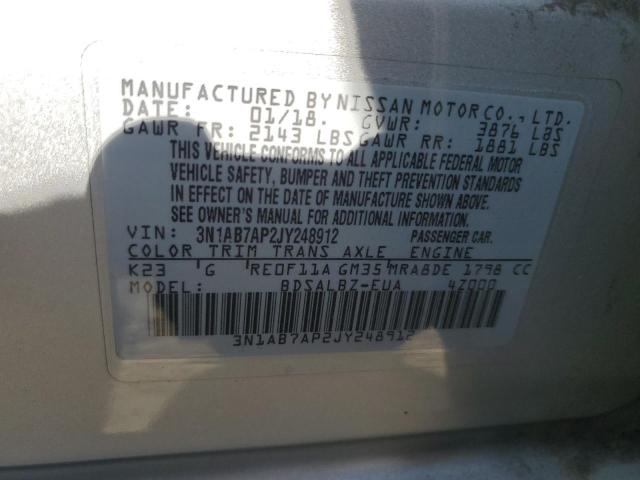 MANUFACTURED BY NISSAN MOTOR CO., LTD.
DATE: 01/18. GVWR: 3876 LBS
GAWR FR: 2143 LBS GAWR RR: 1881 LBS
THIS VEHICLE CONFORMS TO ALL APPLICABLE FEDERAL MOTOR
VEHICLE SAFETY, BUMPER AND THEFT PREVENTION STANDARDS
IN EFFECT ON THE DATE OF MANUFACTURE SHOWN ABOVE.
SEE OWNER'S MANUAL FOR ADDITIONAL INFORMATION.
VIN: 3N1AB7AP2JY248912 PASSENGER CAR.
COLOR TRIM TRANS AXLE ENGINE
K23 G RE0F11A GM35 MRA8DE 1798 CC
MODEL: BDSALBZ-EUA 4Z000
3N1AB7AP2JY248912